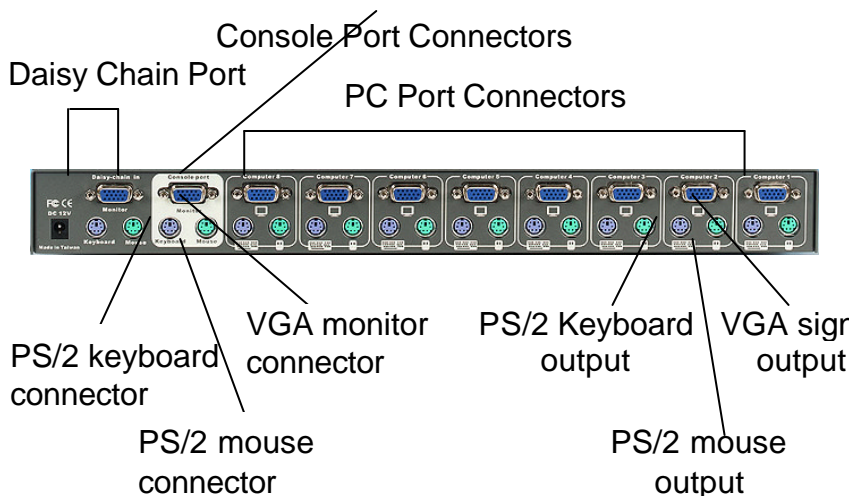 Console Port Connectors
Daisy Chain Port
PC Port Connectors
Daisy-chain in
Console port
Computer 8
Computer 7
Computer 6
Computer 5
Computer 4
Computer 3
Computer 2
Computer 1
FC CE
DC 12V
Monitor
Monitor
Made in Taiwan
Keyboard
Mouse
Keyboard
Mouse
VGA monitor
connector
PS/2 Keyboard
output
VGA sign
output
PS/2 keyboard
connector
PS/2 mouse
connector
PS/2 mouse
output